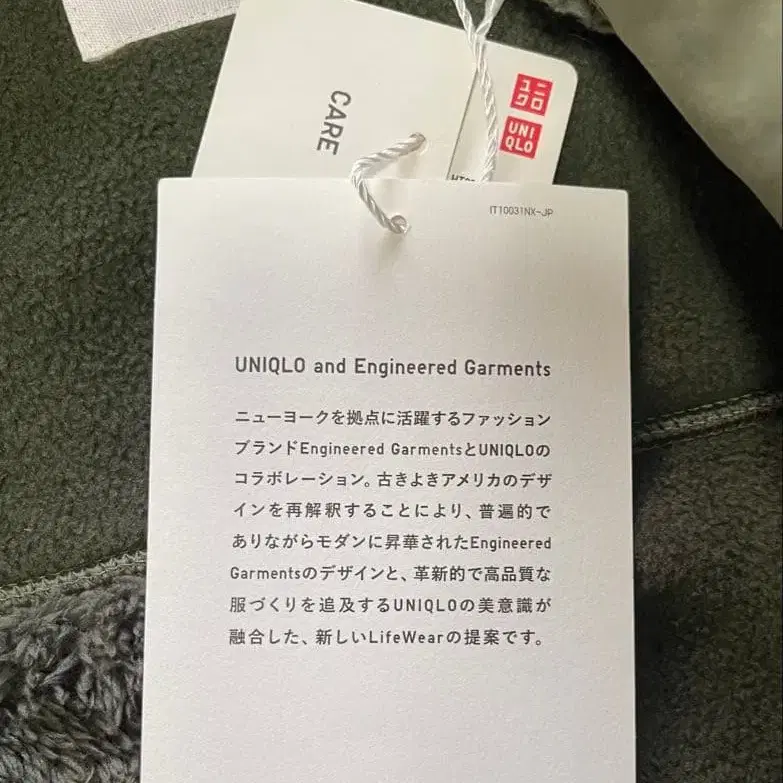 CARE
ユニ
クロ
UNI
QLO
IT10031NX-JP
UNIQLO and Engineered Garments
ニューヨークを拠点に活躍するファッション
ブランドEngineered GarmentsとUNIQLOの
コラボレーション。古きよきアメリカのデザ
インを再解釈することにより、普遍的で
ありながらモダンに昇華されたEngineered
Garmentsのデザインと、革新的で高品質な
服づくりを追及するUNIQLOの美意識が
融合した、新しいLifeWearの提案です。